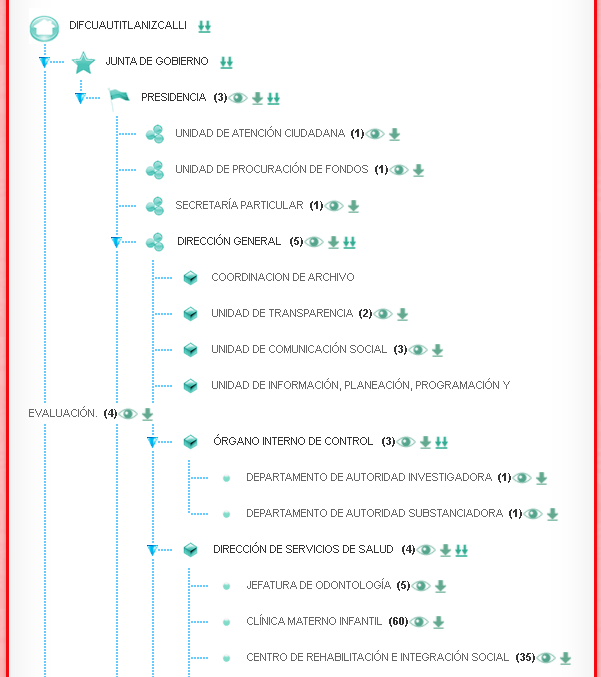 DIFCUAUTITLANIZCALLI
JUNTA DE GOBIERNO
PRESIDENCIA (3)
UNIDAD DE ATENCIÓN CIUDADANA (1)
UNIDAD DE PROCURACIÓN DE FONDOS (1)
SECRETARÍA PARTICULAR (1)
DIRECCIÓN GENERAL (5)
COORDINACION DE ARCHIVO
UNIDAD DE TRANSPARENCIA (2)
UNIDAD DE COMUNICACIÓN SOCIAL (3)
UNIDAD DE INFORMACIÓN, PLANEACIÓN, PROGRAMACIÓN Y
EVALUACIÓN. (4)
ÓRGANO INTERNO DE CONTROL (3)
DEPARTAMENTO DE AUTORIDAD INVESTIGADORA (1)
DEPARTAMENTO DE AUTORIDAD SUBSTANCIADORA (1)
DIRECCIÓN DE SERVICIOS DE SALUD (4)
JEFATURA DE ODONTOLOGÍA (5)
CLÍNICA MATERNO INFANTIL (60)
CENTRO DE REHABILITACIÓN E INTEGRACIÓN SOCIAL (35)